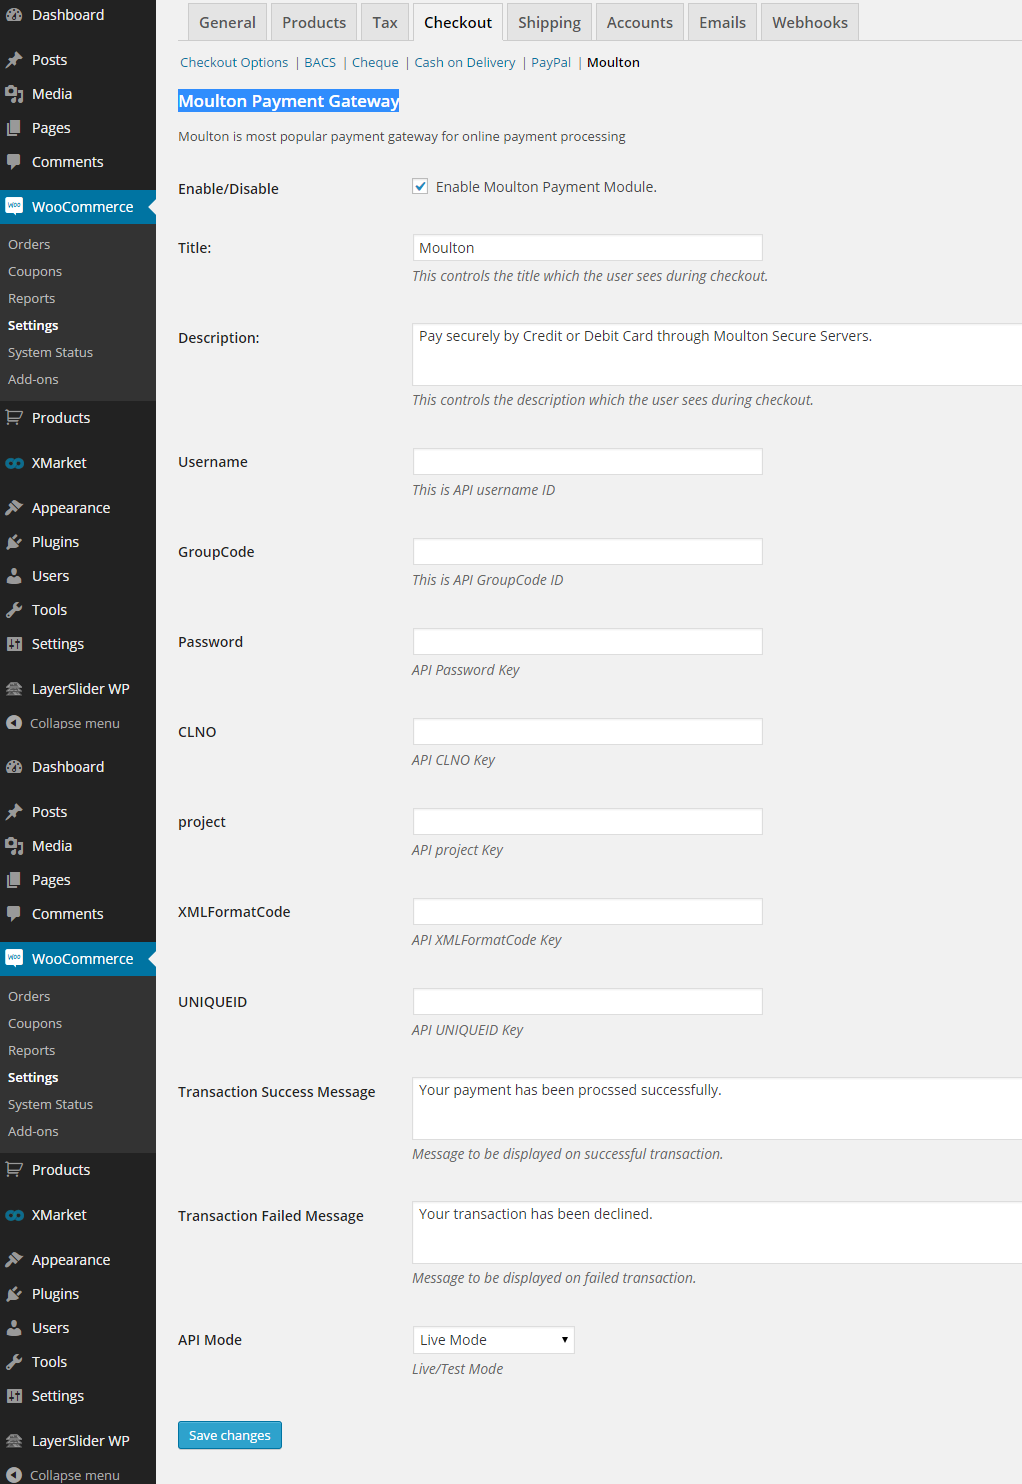 Dashboard
Posts
Media
Pages
Comments
WooCommerce
Orders
Coupons
Reports
Settings
System Status
Add-ons
Products
XMarket
Appearance
Plugins
Users
Tools
Settings
LayerSlider WP
Collapse menu
Dashboard
Posts
Media
Pages
Comments
WooCommerce
Orders
Coupons
Reports
Settings
System Status
Add-ons
Products
XMarket
Appearance
Plugins
Users
Tools
Settings
LayerSlider WP
Collapse menu
General Products Tax Checkout Shipping Accounts Emails Webhooks
Checkout Options | BACS | Cheque | Cash on Delivery | PayPal | Moulton
Moulton Payment Gateway
Moulton is most popular payment gateway for online payment processing
Enable/Disable Enable Moulton Payment Module.
Title: Moulton
This controls the title which the user sees during checkout.
Description: Pay securely by Credit or Debit Card through Moulton Secure Servers.
This controls the description which the user sees during checkout.
Username
This is API username ID
GroupCode
This is API GroupCode ID
Password
API Password Key
CLNO
API CLNO Key
project
API project Key
XMLFormatCode
API XMLFormatCode Key
UNIQUEID
API UNIQUEID Key
Transaction Success Message Your payment has been procssed successfully.
Message to be displayed on successful transaction.
Transaction Failed Message Your transaction has been declined.
Message to be displayed on failed transaction.
API Mode Live Mode
Live/Test Mode
Save changes